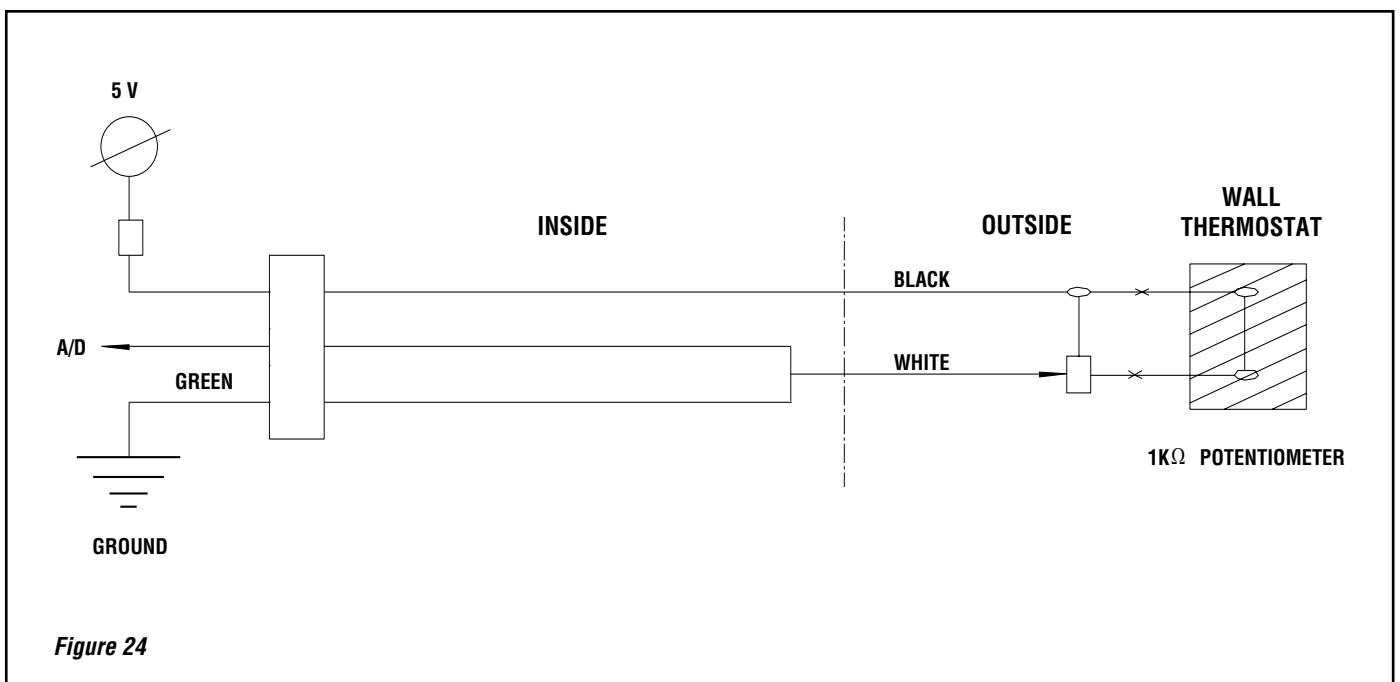 5 V
INSIDE
OUTSIDE
WALL
THERMOSTAT
BLACK
A/D
WHITE
GREEN
1KΩ POTENTIOMETER
GROUND
Figure 24